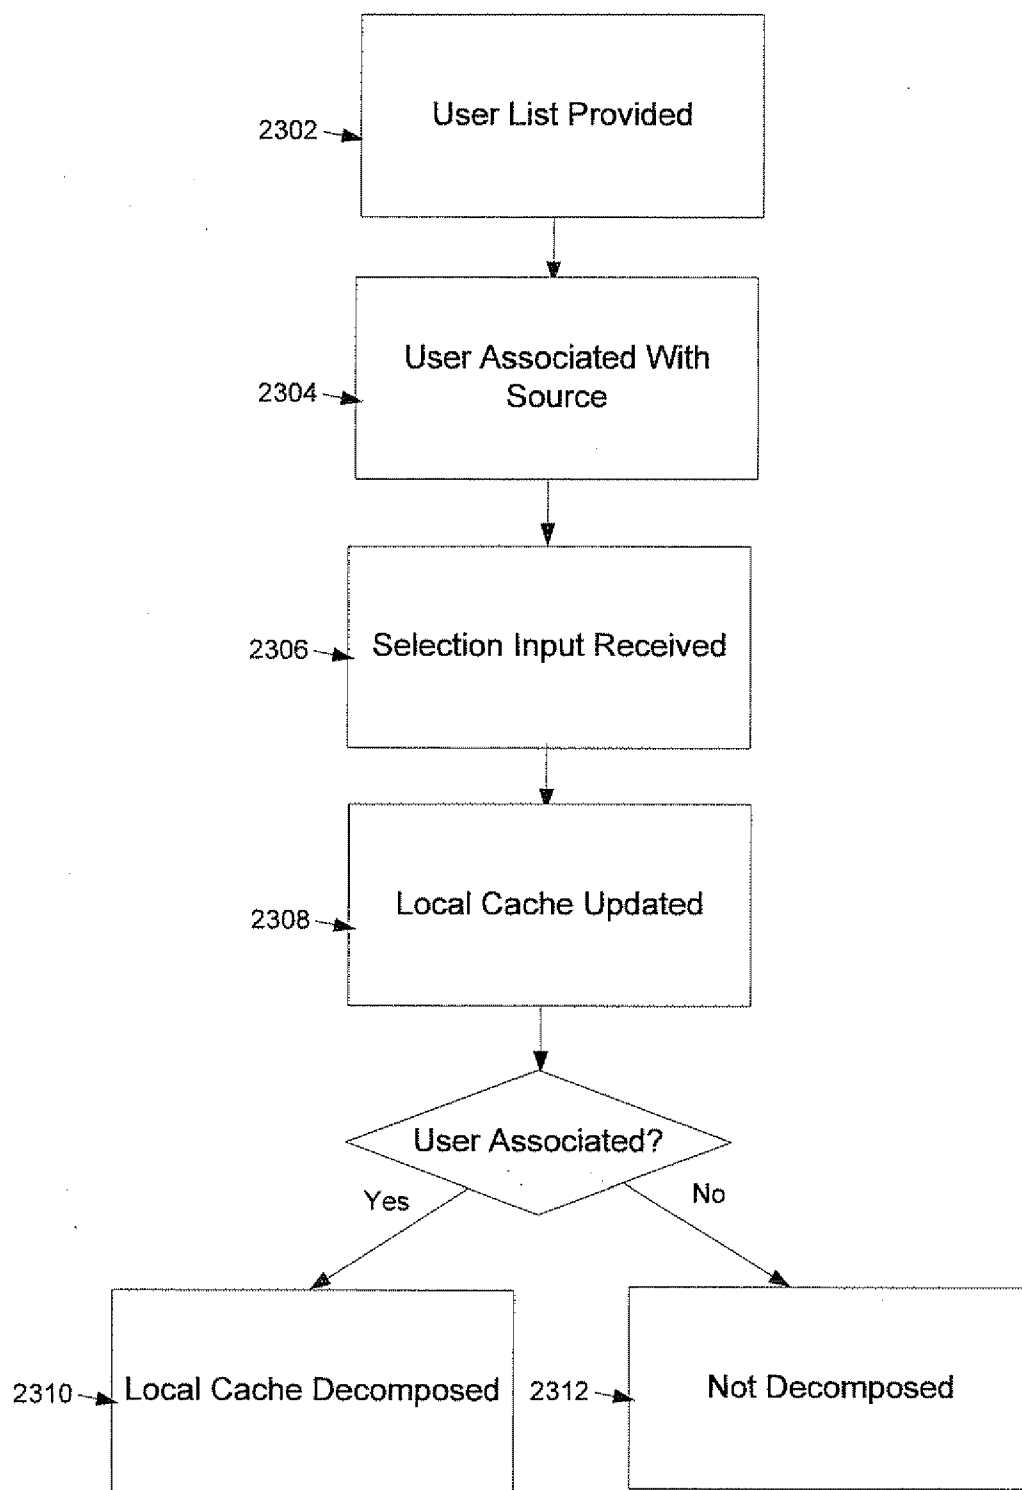 User List Provided
2302
User Associated With
Source
2304
Selection Input Received
2306
Local Cache Updated
2308
User Associated?
Yes
No
2310
Local Cache Decomposed
2312
Not Decomposed